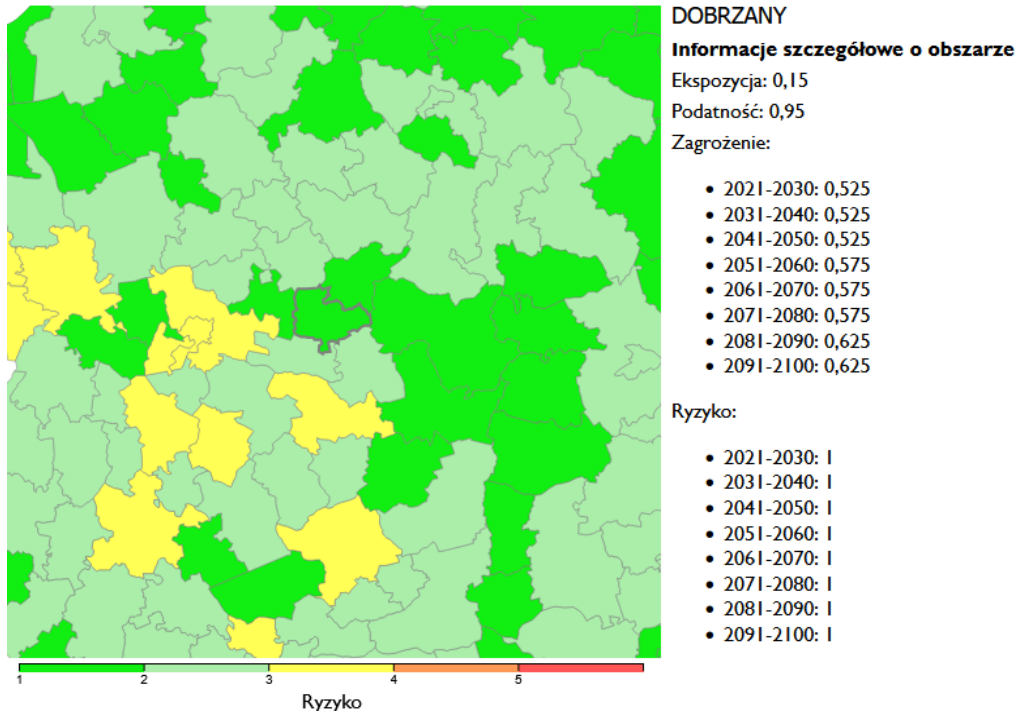 DOBRZANY
Informacje szczegółowe o obszarze
Ekspozycja: 0,15
Podatność: 0,95
Zagrożenie:
• 2021-2030: 0,525
• 2031-2040: 0,525
• 2041-2050: 0,525
• 2051-2060: 0,575
• 2061-2070: 0,575
• 2071-2080: 0,575
• 2081-2090: 0,625
• 2091-2100: 0,625
Ryzyko:
• 2021-2030: 1
• 2031-2040: 1
• 2041-2050: 1
• 2051-2060: 1
• 2061-2070: 1
• 2071-2080: 1
• 2081-2090: 1
• 2091-2100: 1
1 2 3 4 5
Ryzyko